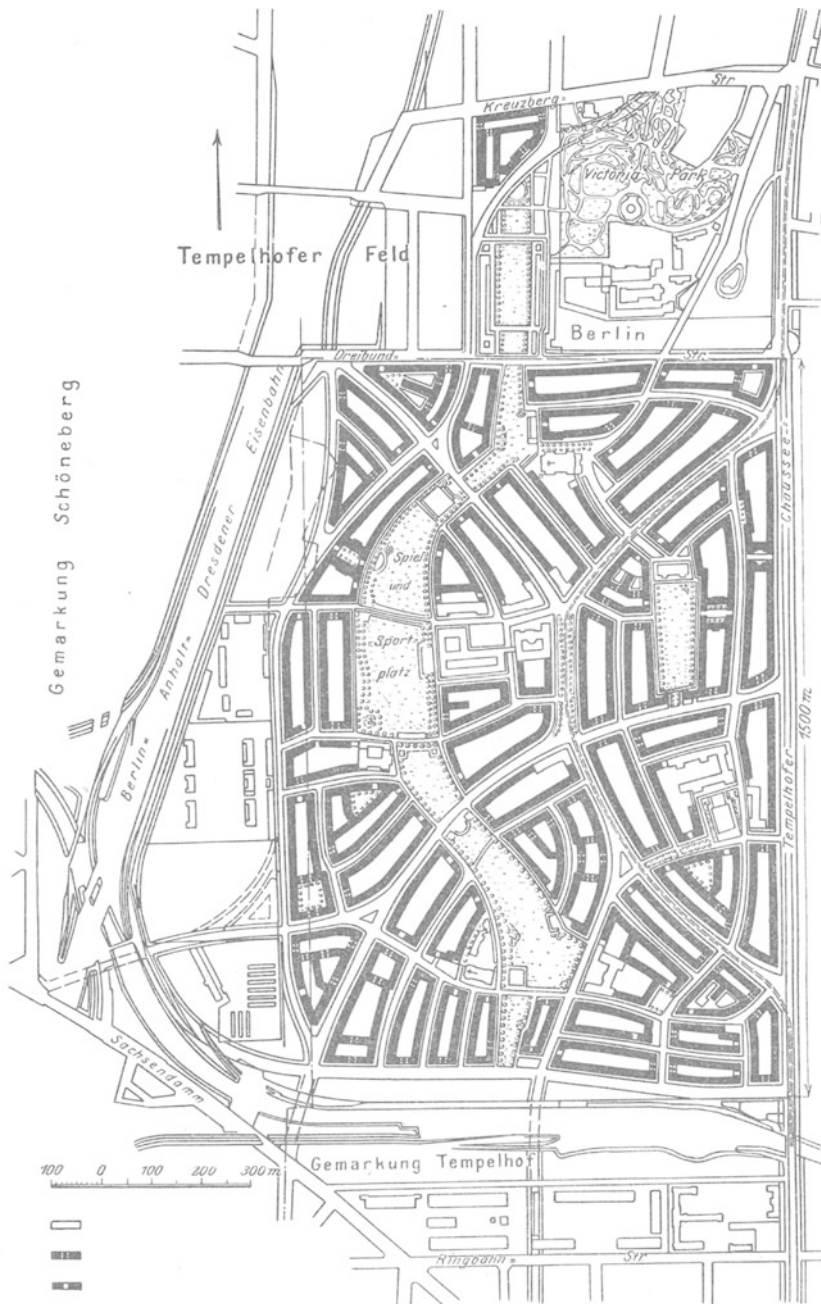 Kreuzberg= Str
Victoria Park
Tempelhofer Feld
Berlin
Dreibund= Str.
Gemarkung Schöneberg
Berlin= Anhalt= Dresdener Eisenbahn
Spiel=
und
Sport=
platz
Tempelhofer Chaussee=
1500 m.
Sachsendamm
Gemarkung Tempelhof
100 0 100 200 300 m.
Ringbahn= Str